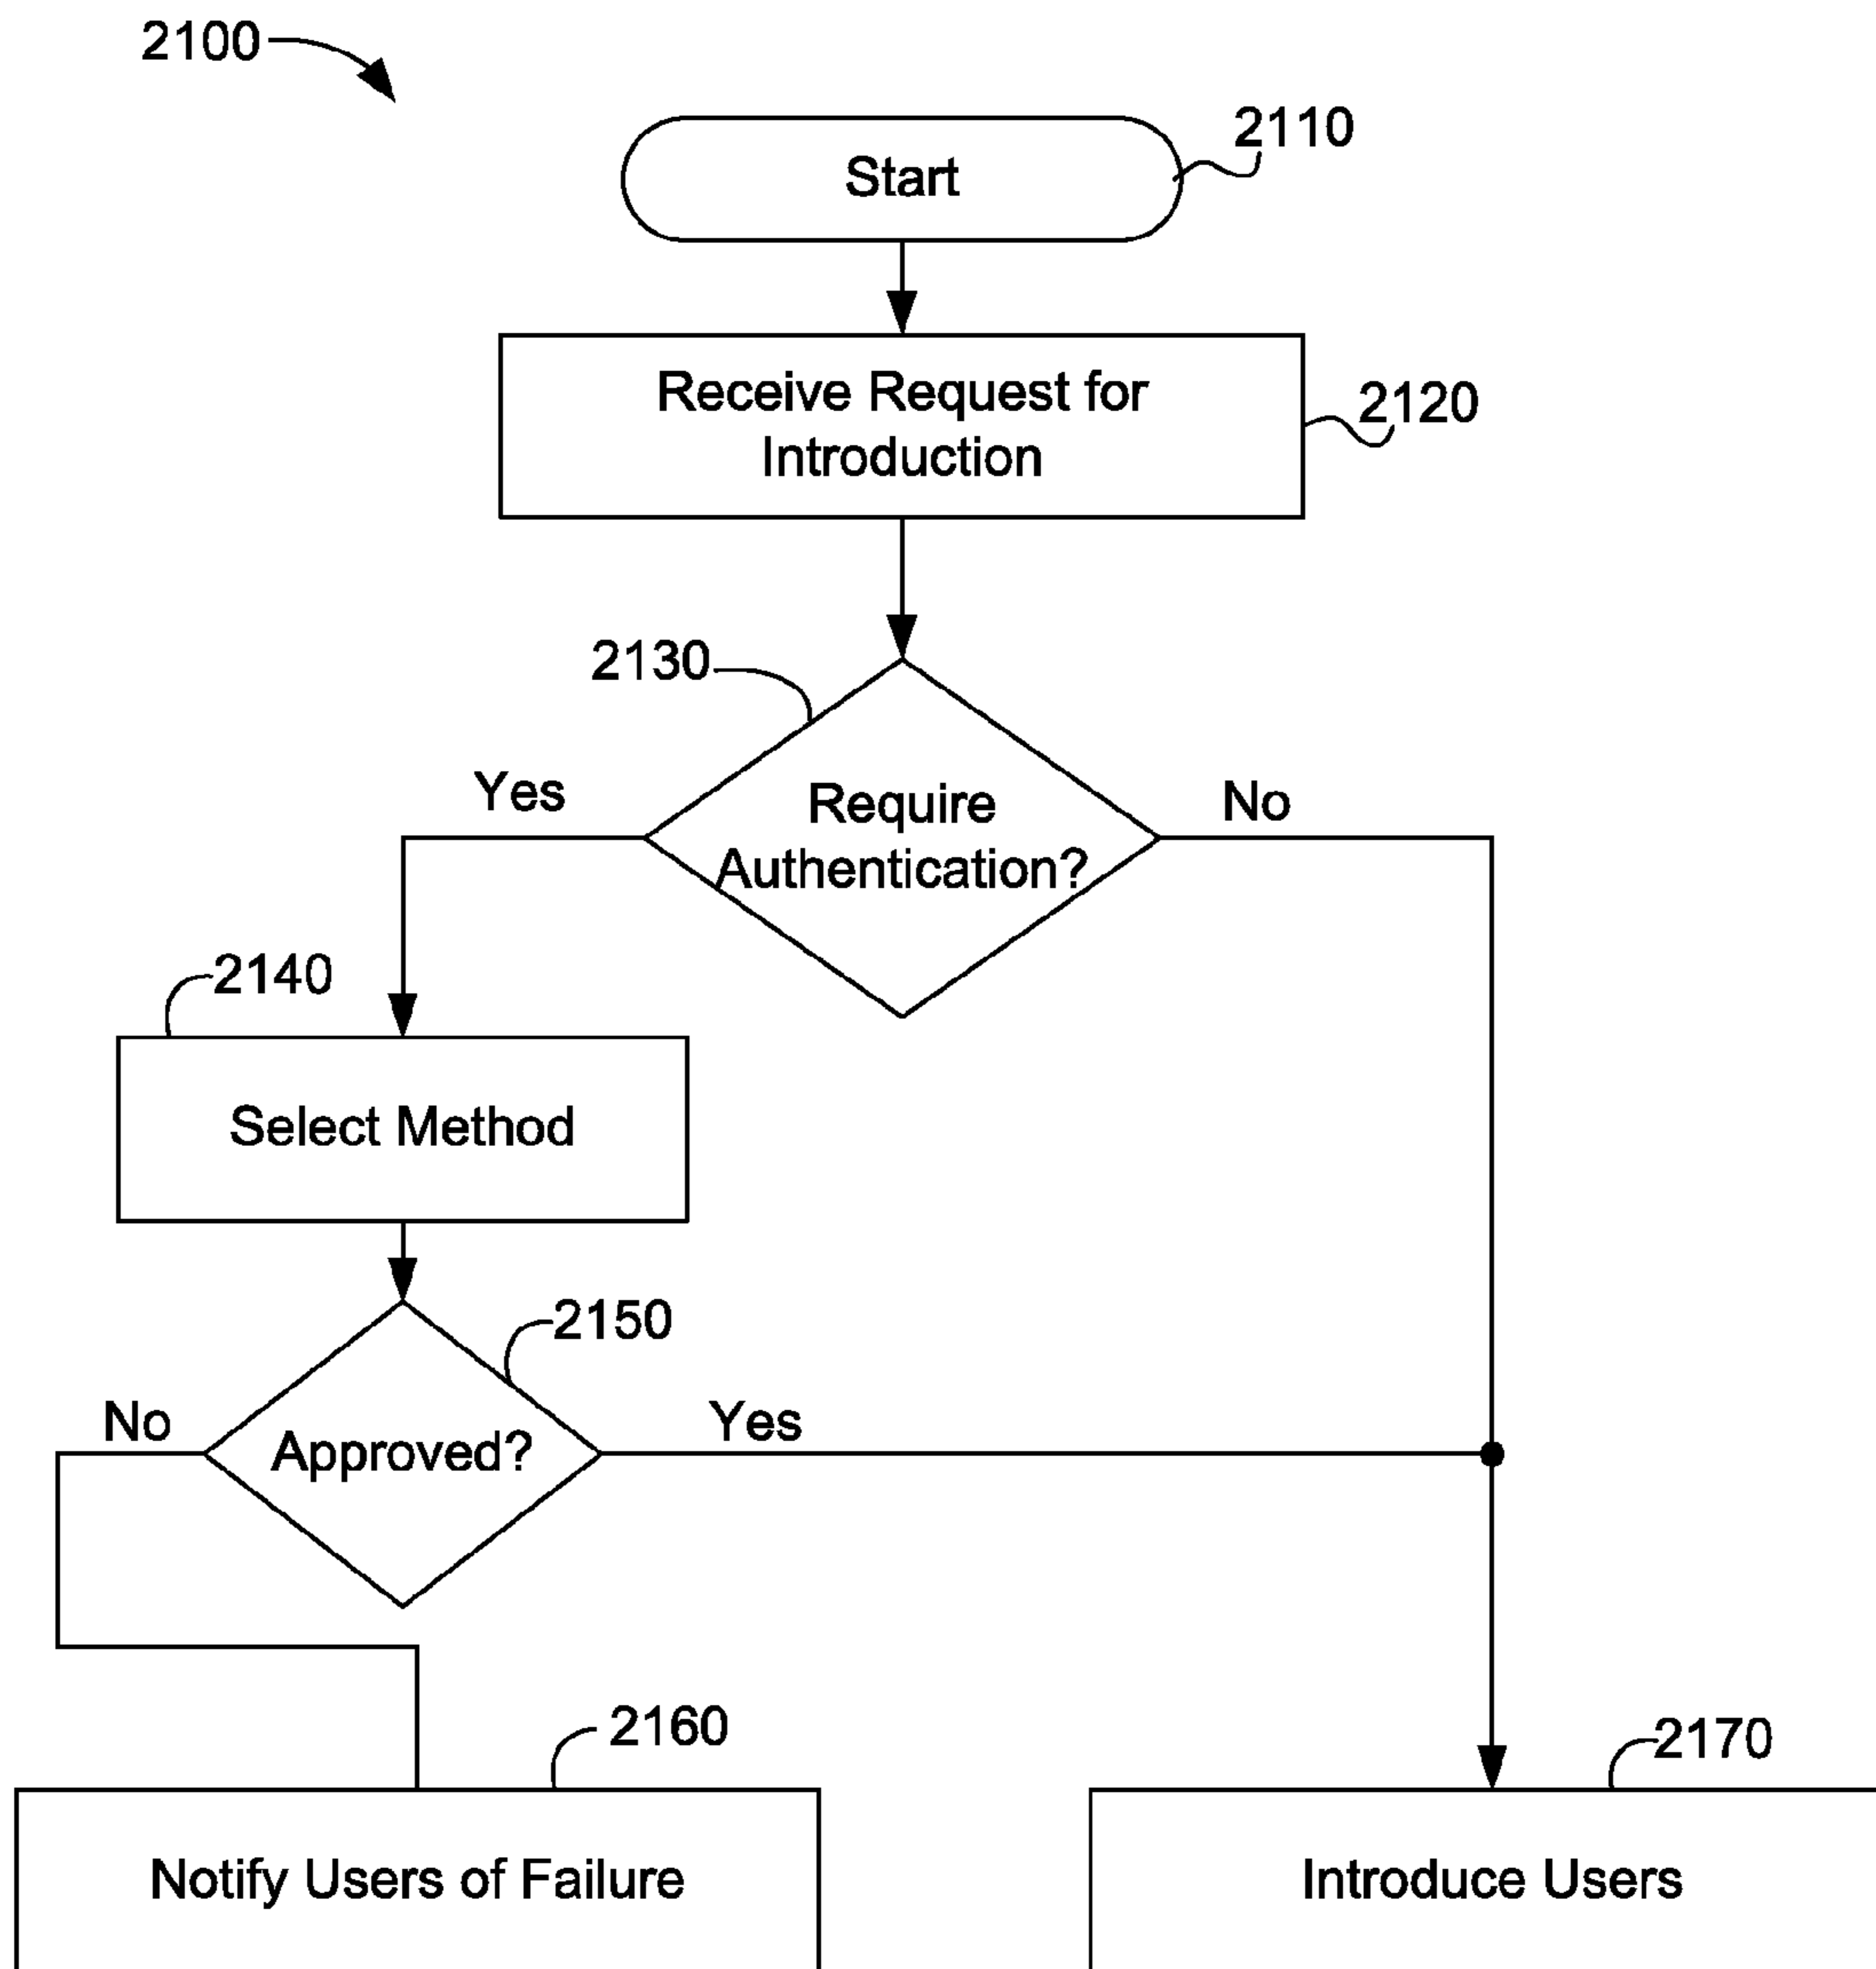 2100
2110
Start
Receive Request for
Introduction
2120
2130
Yes
Require
Authentication?
No
2140
Select Method
2150
No
Approved?
Yes
2160
2170
Notify Users of Failure
Introduce Users